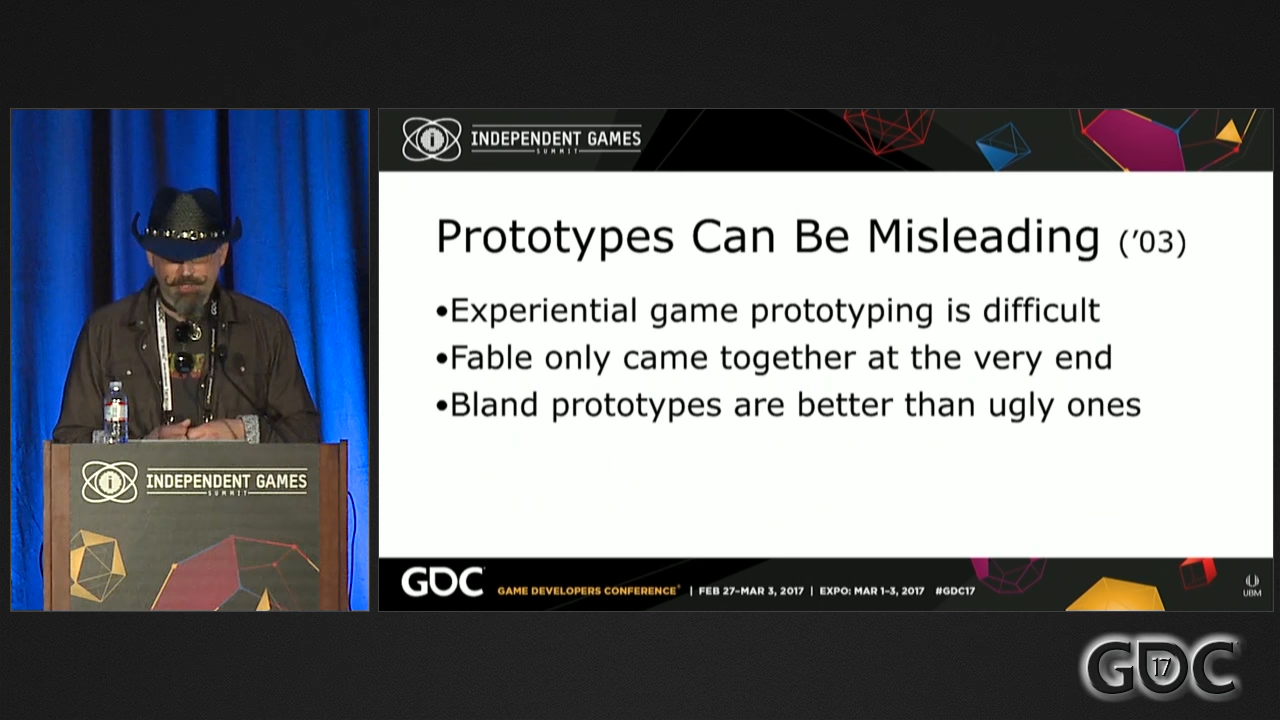 INDEPENDENT GAMES
SUMMIT
Prototypes Can Be Misleading ('03)
•Experiential game prototyping is difficult
•Fable only came together at the very end
•Bland prototypes are better than ugly ones
INDEPENDENT GAMES
SUMMIT
GDC GAME DEVELOPERS CONFERENCE® | FEB 27–MAR 3, 2017 | EXPO: MAR 1–3, 2017 #GDC17
UBM
GDC 17